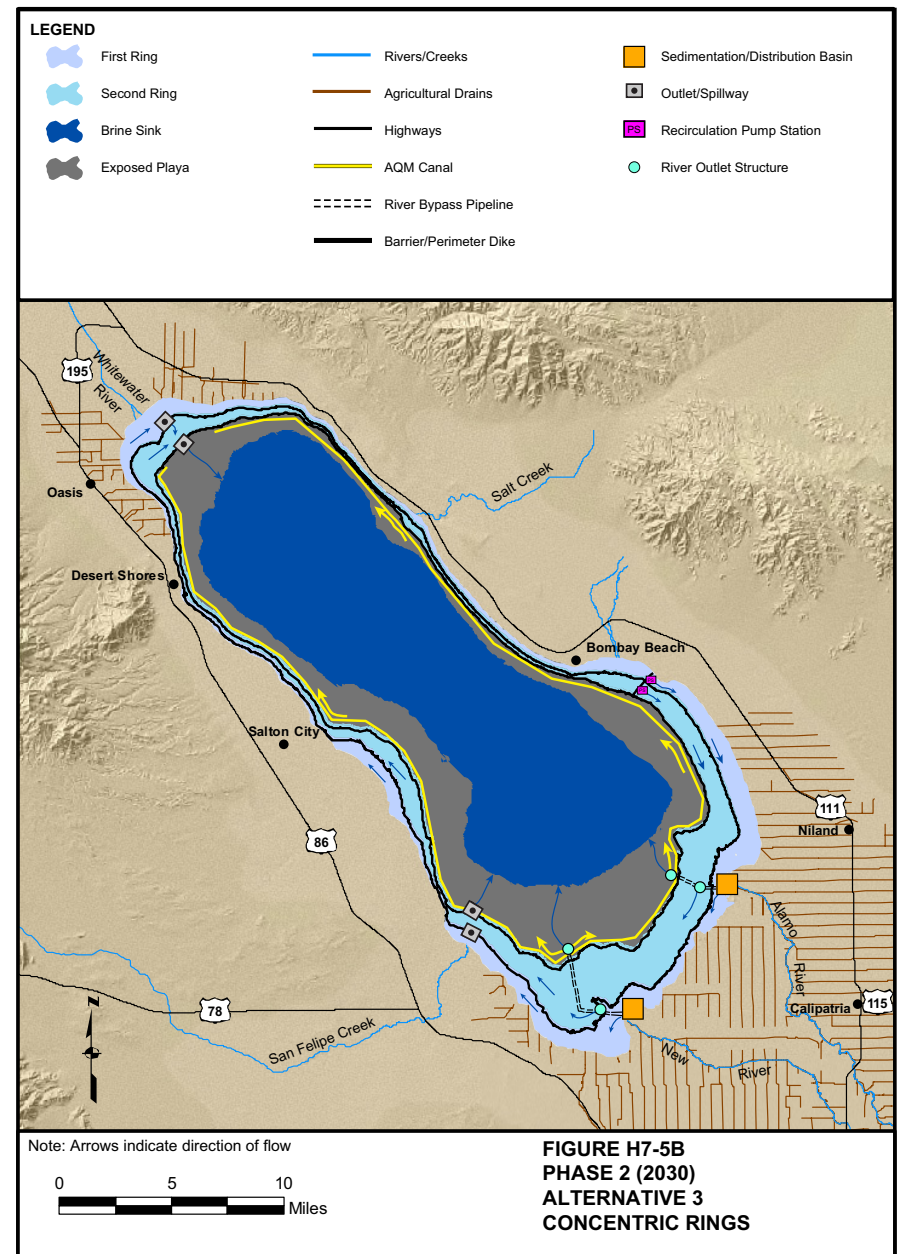 LEGEND
First Ring
Second Ring
Brine Sink
Exposed Playa
Rivers/Creeks
Agricultural Drains
Highways
AQM Canal
River Bypass Pipeline
Barrier/Perimeter Dike
Sedimentation/Distribution Basin
Outlet/Spillway
PS
Recirculation Pump Station
River Outlet Structure
195
Whitewater
River
Oasis
Salt Creek
Desert Shores
Bombay Beach
PS
PS
Salton City
111
Niland
86
Alamo
River
78
N
San Felipe Creek
Calipatria
115
New
River
Note: Arrows indicate direction of flow
0 5 10
Miles
FIGURE H7-5B
PHASE 2 (2030)
ALTERNATIVE 3
CONCENTRIC RINGS